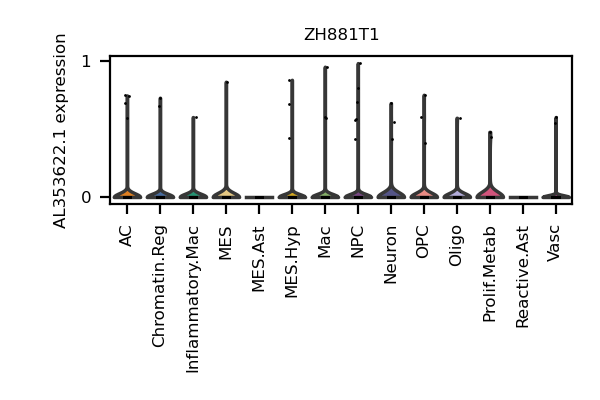 ZH881T1
AL353622.1 expression
1
0
AC
Chromatin.Reg
Inflammatory.Mac
MES
MES.Ast
MES.Hyp
Mac
NPC
Neuron
OPC
Oligo
Prolif.Metab
Reactive.Ast
Vasc